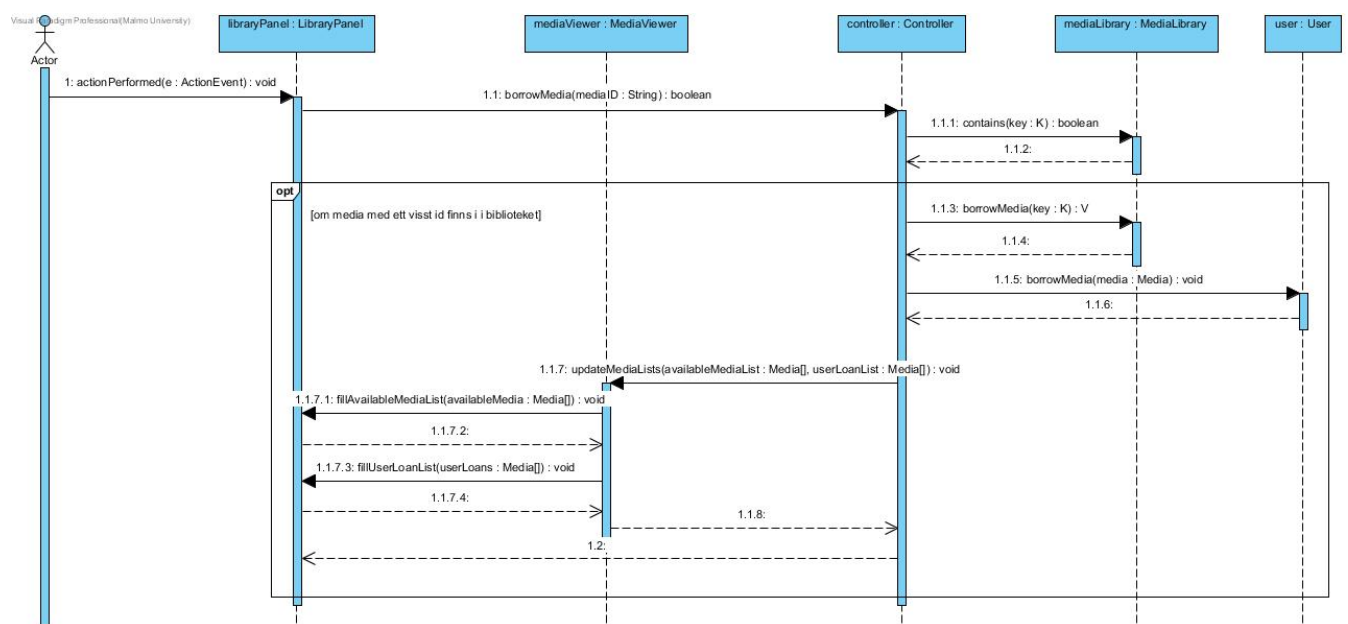 Visual Paradigm Professional(Malmo University)
libraryPanel : LibraryPanel
mediaViewer : MediaViewer
controller : Controller
mediaLibrary : MediaLibrary
user : User
Actor
1: actionPerformed(e : ActionEvent) : void
1.1: borrowMedia(mediaID : String) : boolean
1.1.1: contains(key : K) : boolean
1.1.2:
opt
[om media med ett visst id finns i i biblioteket]
1.1.3: borrowMedia(key : K) : V
1.1.4:
1.1.5: borrowMedia(media : Media) : void
1.1.6:
1.1.7: updateMediaLists(availableMediaList : Media[], userLoanList : Media[]) : void
1.1.7.1: fillAvailableMediaList(availableMedia : Media[]) : void
1.1.7.2:
1.1.7.3: fillUserLoanList(userLoans : Media[]) : void
1.1.7.4:
1.1.8:
1.2: